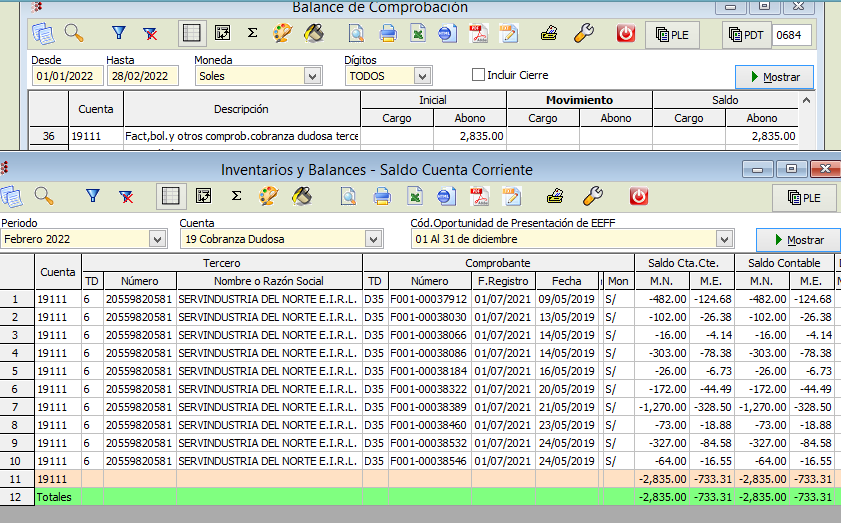 Balance de Comprobación
Σ PLE PDT 0684
Desde Hasta Moneda Dígitos
01/01/2022 28/02/2022 Soles TODOS Incluir Cierre Mostrar
Cuenta Descripción Inicial Movimiento Saldo
Cargo Abono Cargo Abono Cargo Abono
36 19111 Fact,bol.y otros comprob.cobranza dudosa terce 2,835.00 2,835.00
Inventarios y Balances - Saldo Cuenta Corriente
Σ PLE
Periodo Cuenta Cód.Oportunidad de Presentación de EEFF
Febrero 2022 19 Cobranza Dudosa 01 Al 31 de diciembre Mostrar
Cuenta Tercero Comprobante Saldo Cta.Cte. Saldo Contable
TD Número Nombre o Razón Social TD Número F.Registro Fecha Mon M.N. M.E. M.N. M.E.
1 19111 6 20559820581 SERVINDUSTRIA DEL NORTE E.I.R.L. D35 F001-00037912 01/07/2021 09/05/2019 S/ -482.00 -124.68 -482.00 -124.68
2 19111 6 20559820581 SERVINDUSTRIA DEL NORTE E.I.R.L. D35 F001-00038030 01/07/2021 13/05/2019 S/ -102.00 -26.38 -102.00 -26.38
3 19111 6 20559820581 SERVINDUSTRIA DEL NORTE E.I.R.L. D35 F001-00038066 01/07/2021 14/05/2019 S/ -16.00 -4.14 -16.00 -4.14
4 19111 6 20559820581 SERVINDUSTRIA DEL NORTE E.I.R.L. D35 F001-00038086 01/07/2021 14/05/2019 S/ -303.00 -78.38 -303.00 -78.38
5 19111 6 20559820581 SERVINDUSTRIA DEL NORTE E.I.R.L. D35 F001-00038184 01/07/2021 16/05/2019 S/ -26.00 -6.73 -26.00 -6.73
6 19111 6 20559820581 SERVINDUSTRIA DEL NORTE E.I.R.L. D35 F001-00038322 01/07/2021 20/05/2019 S/ -172.00 -44.49 -172.00 -44.49
7 19111 6 20559820581 SERVINDUSTRIA DEL NORTE E.I.R.L. D35 F001-00038389 01/07/2021 21/05/2019 S/ -1,270.00 -328.50 -1,270.00 -328.50
8 19111 6 20559820581 SERVINDUSTRIA DEL NORTE E.I.R.L. D35 F001-00038460 01/07/2021 23/05/2019 S/ -73.00 -18.88 -73.00 -18.88
9 19111 6 20559820581 SERVINDUSTRIA DEL NORTE E.I.R.L. D35 F001-00038532 01/07/2021 24/05/2019 S/ -327.00 -84.58 -327.00 -84.58
10 19111 6 20559820581 SERVINDUSTRIA DEL NORTE E.I.R.L. D35 F001-00038546 01/07/2021 24/05/2019 S/ -64.00 -16.55 -64.00 -16.55
11 19111 -2,835.00 -733.31 -2,835.00 -733.31
12 Totales -2,835.00 -733.31 -2,835.00 -733.31